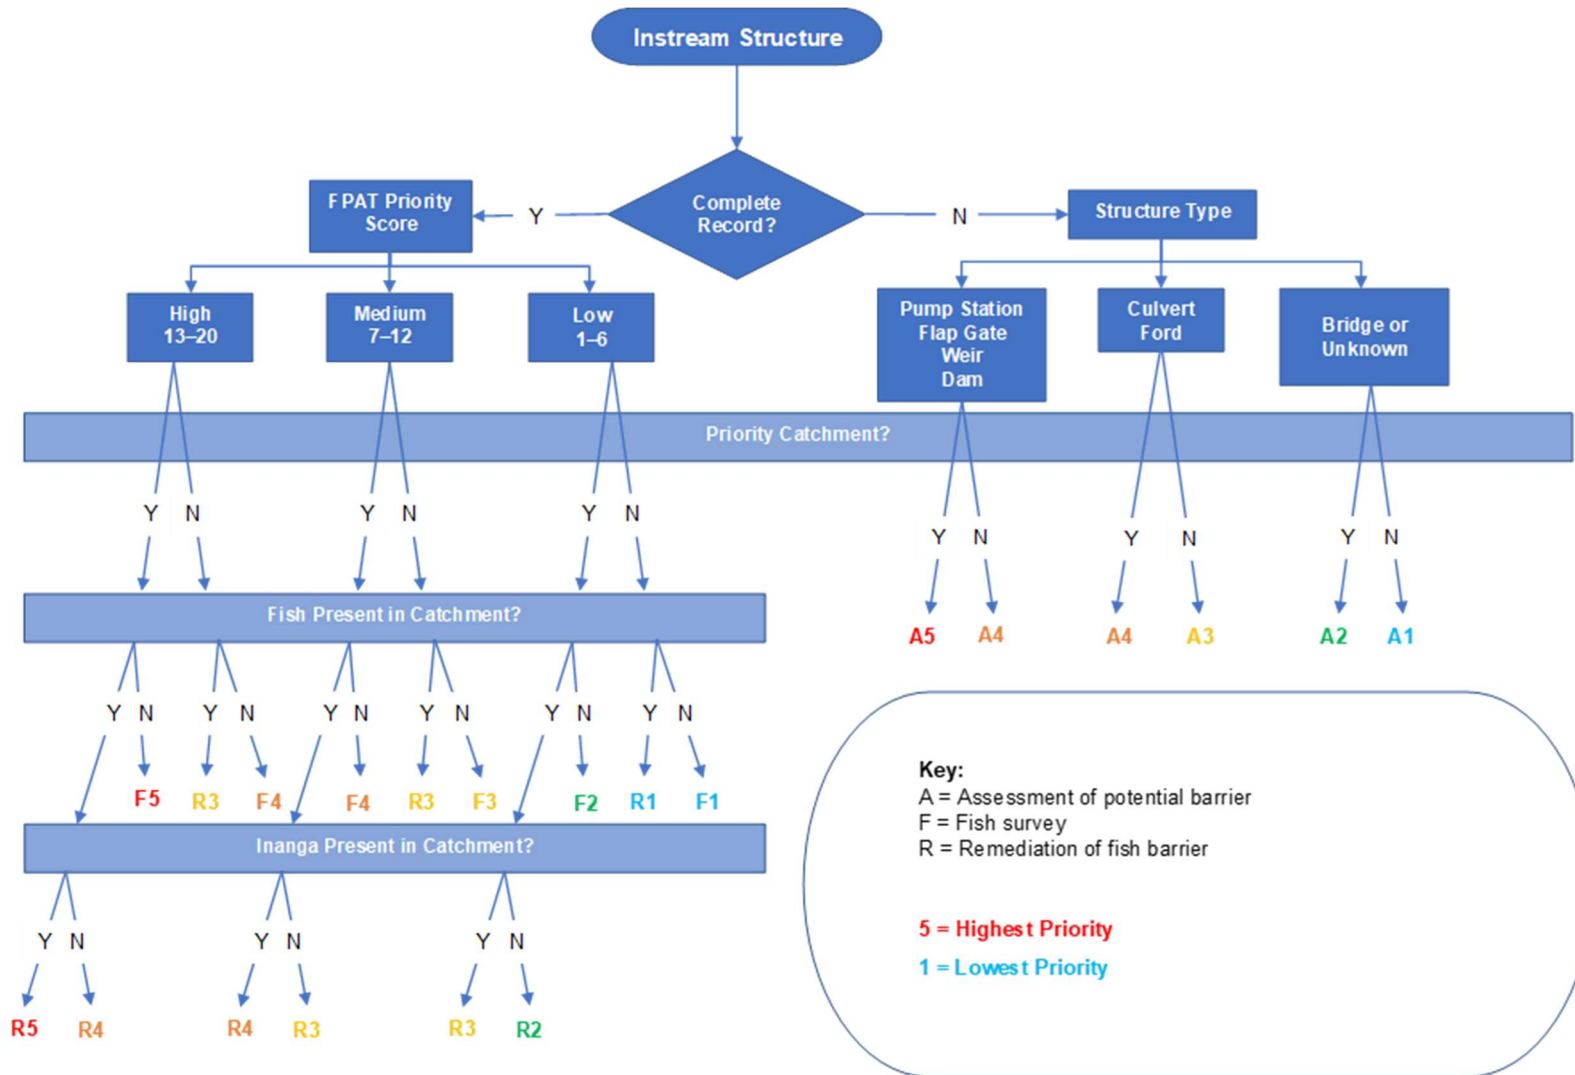 Instream Structure
Complete
Record?
Y
N
FPAT Priority
Score
Structure Type
High
13–20
Medium
7–12
Low
1–6
Pump Station
Flap Gate
Weir
Dam
Culvert
Ford
Bridge or
Unknown
Priority Catchment?
Y N Y N Y N
Y N Y N Y N
Fish Present in Catchment?
A5 A4 A4 A3 A2 A1
Y N Y N Y N Y N Y N Y N
F5 R3 F4 F4 R3 F3 F2 R1 F1
Inanga Present in Catchment?
Y N Y N Y N
R5 R4 R4 R3 R3 R2
Key:
A = Assessment of potential barrier
F = Fish survey
R = Remediation of fish barrier
5 = Highest Priority
1 = Lowest Priority